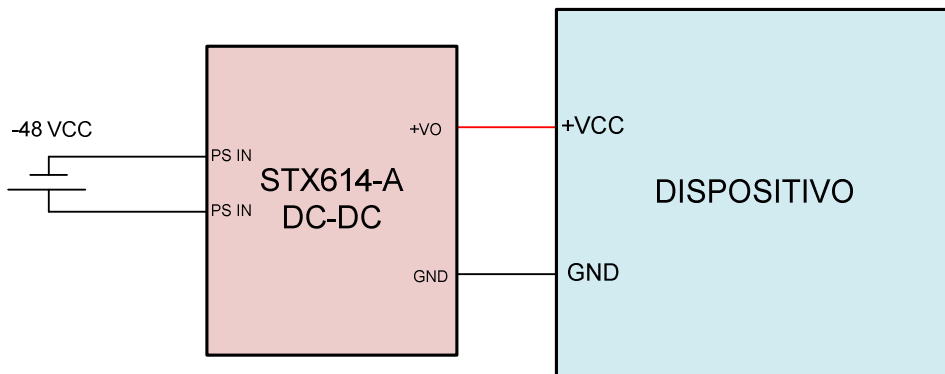 -48 VCC
PS IN
PS IN
STX614-A
DC-DC
+VO
GND
+VCC
GND
DISPOSITIVO